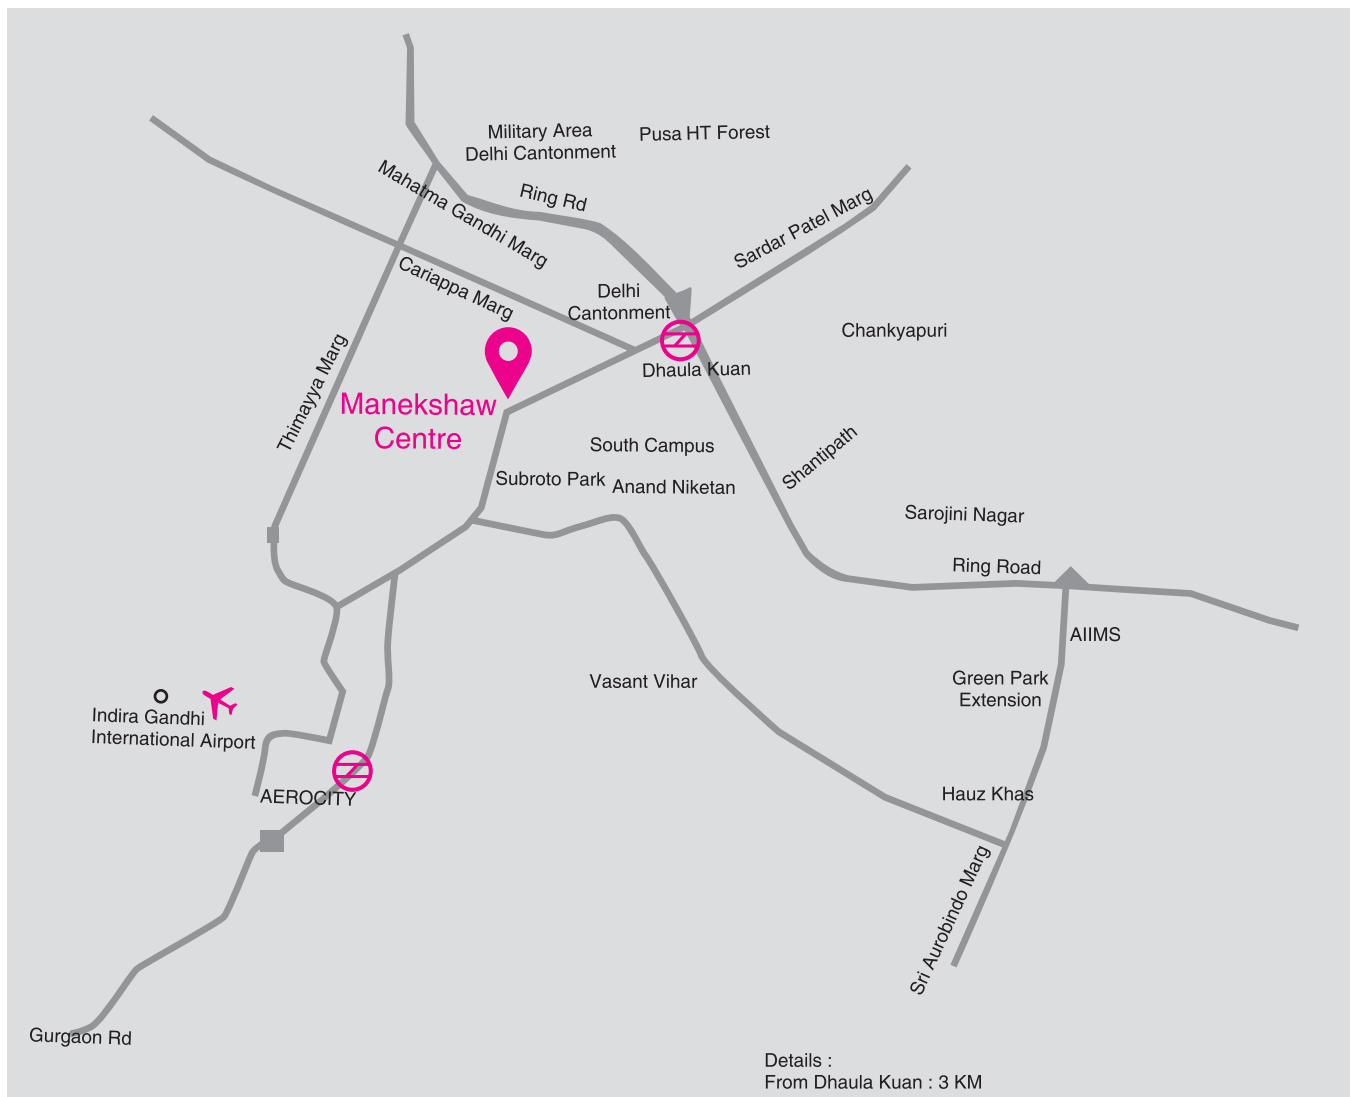 Military Area
Delhi Cantonment
Pusa HT Forest
Mahatma Gandhi Marg
Ring Rd
Sardar Patel Marg
Cariappa Marg
Delhi
Cantonment
Chankyapuri
Thimayya Marg
Dhaula Kuan
Manekshaw
Centre
South Campus
Shantipath
Subroto Park
Anand Niketan
Sarojini Nagar
Ring Road
AIIMS
Vasant Vihar
Green Park
Extension
Indira Gandhi
International Airport
AEROCITY
Hauz Khas
Sri Aurobindo Marg
Gurgaon Rd
Details :
From Dhaula Kuan : 3 KM